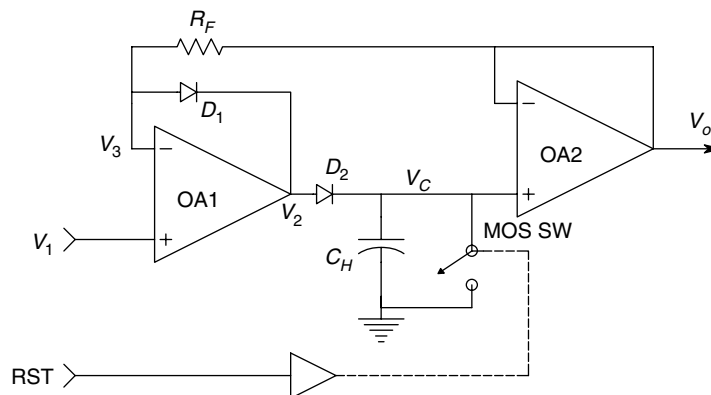 R_F
D_1
V_3
−
OA1
V_1
+
V_2
D_2
V_C
−
OA2
+
V_o
MOS SW
C_H
RST